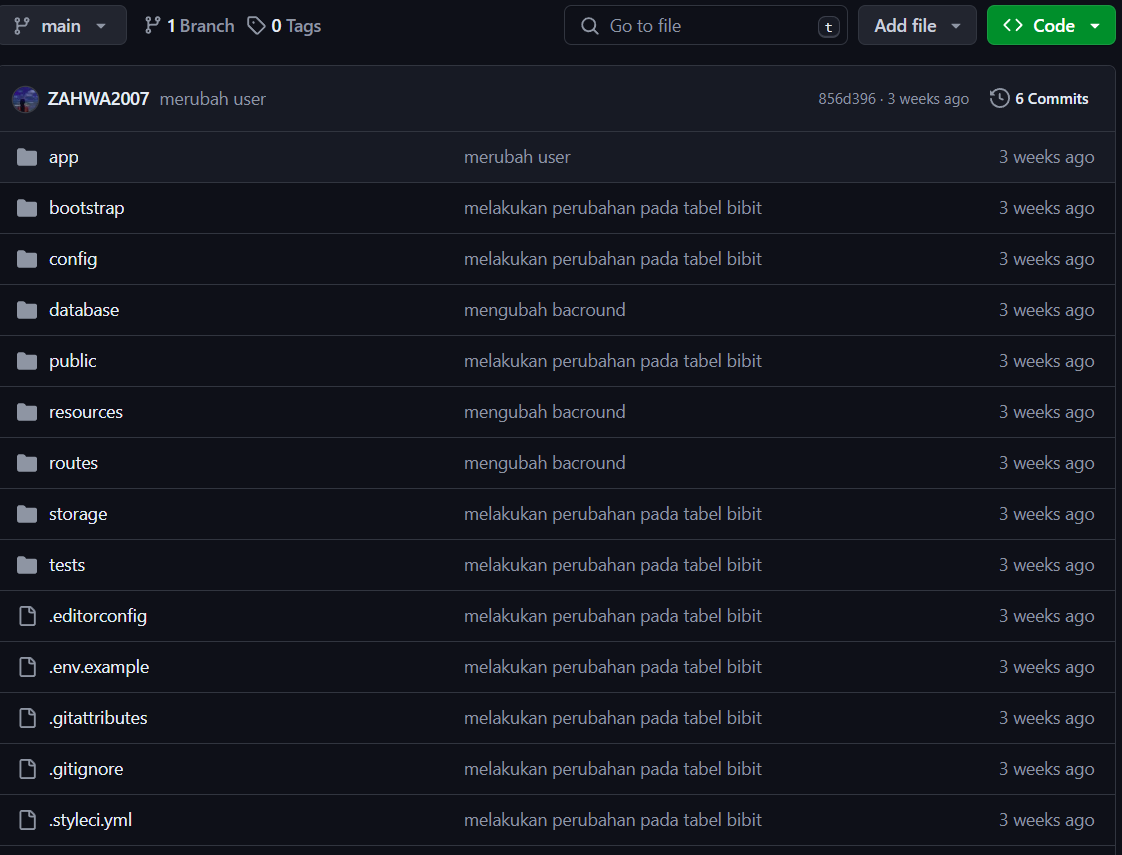 main 1 Branch 0 Tags Go to file t Add file Code
ZAHWA2007 merubah user 856d396 · 3 weeks ago 6 Commits
app merubah user 3 weeks ago
bootstrap melakukan perubahan pada tabel bibit 3 weeks ago
config melakukan perubahan pada tabel bibit 3 weeks ago
database mengubah bacround 3 weeks ago
public melakukan perubahan pada tabel bibit 3 weeks ago
resources mengubah bacround 3 weeks ago
routes mengubah bacround 3 weeks ago
storage melakukan perubahan pada tabel bibit 3 weeks ago
tests melakukan perubahan pada tabel bibit 3 weeks ago
.editorconfig melakukan perubahan pada tabel bibit 3 weeks ago
.env.example melakukan perubahan pada tabel bibit 3 weeks ago
.gitattributes melakukan perubahan pada tabel bibit 3 weeks ago
.gitignore melakukan perubahan pada tabel bibit 3 weeks ago
.styleci.yml melakukan perubahan pada tabel bibit 3 weeks ago